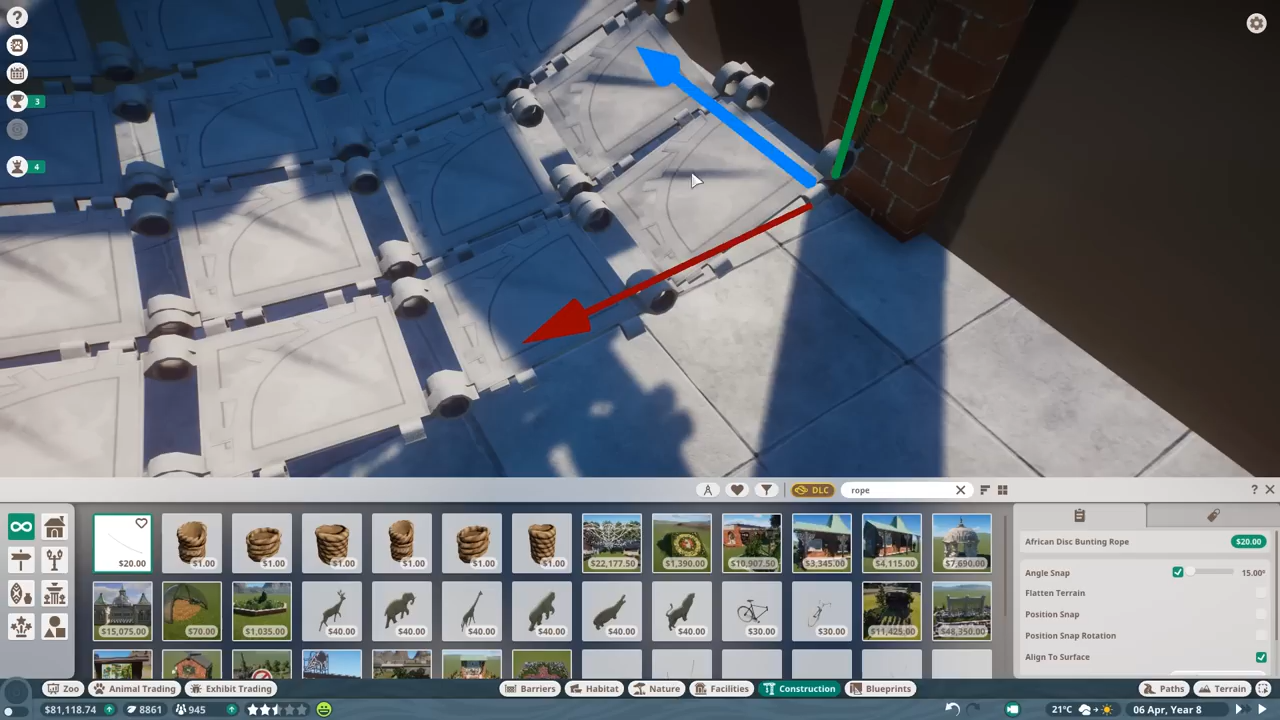 ?
3
4
A
DLC
rope
?
$20.00
$1.00
$1.00
$1.00
$1.00
$1.00
$1.00
$22,177.50
$1,390.00
$10,907.50
$3,345.00
$4,115.00
$7,690.00
$15,075.00
$70.00
$1,035.00
$40.00
$40.00
$40.00
$40.00
$40.00
$40.00
$30.00
$30.00
$11,425.00
$48,350.00
African Disc Bunting Rope $20.00
Angle Snap 15.00°
Flatten Terrain
Position Snap
Position Snap Rotation
Align To Surface
Zoo Animal Trading Exhibit Trading Barriers Habitat Nature Facilities Construction Blueprints Paths Terrain
$81,118.74 8861 945 21°C 06 Apr, Year 8